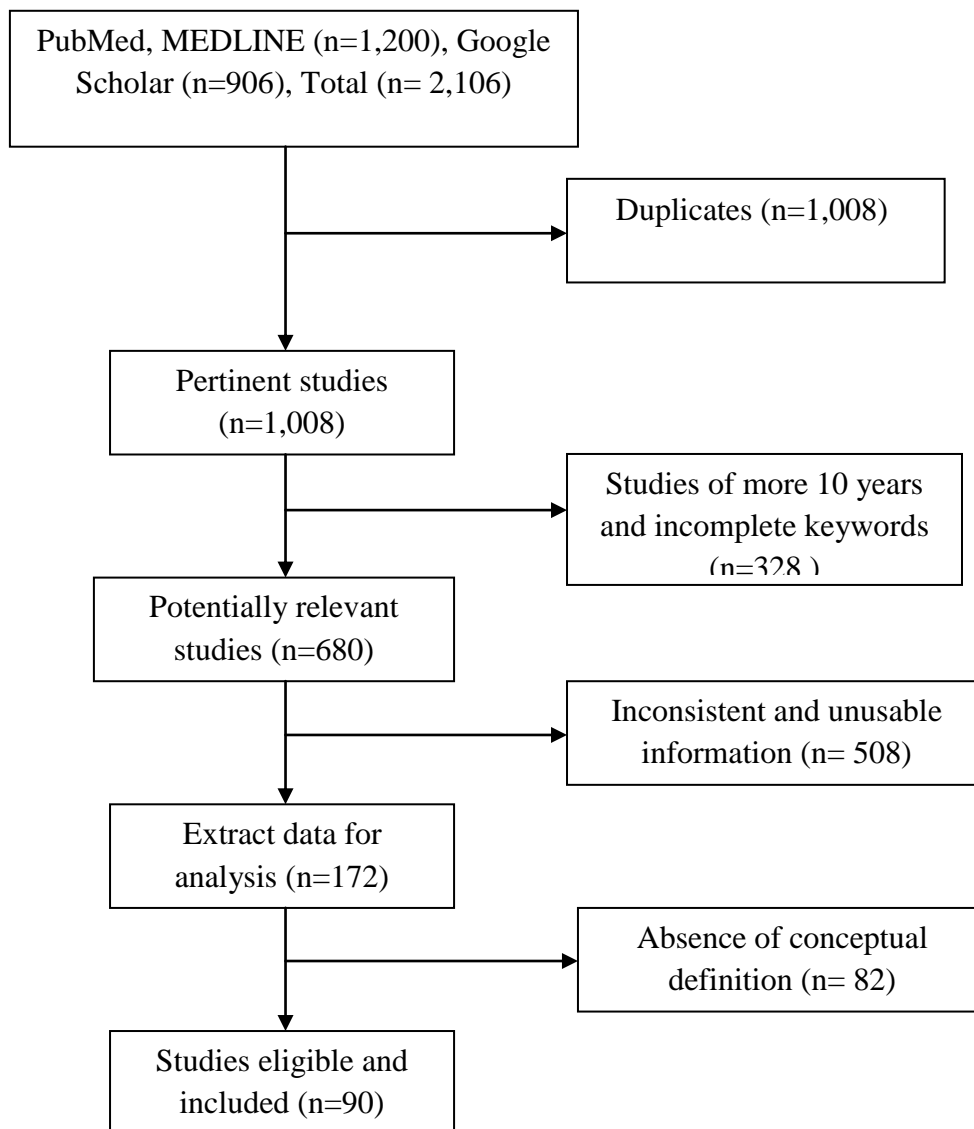 PubMed, MEDLINE (n=1,200), Google
Scholar (n=906), Total (n= 2,106)
Duplicates (n=1,008)
Pertinent studies
(n=1,008)
Studies of more 10 years
and incomplete keywords
(n=328 )
Potentially relevant
studies (n=680)
Inconsistent and unusable
information (n= 508)
Extract data for
analysis (n=172)
Absence of conceptual
definition (n= 82)
Studies eligible and
included (n=90)